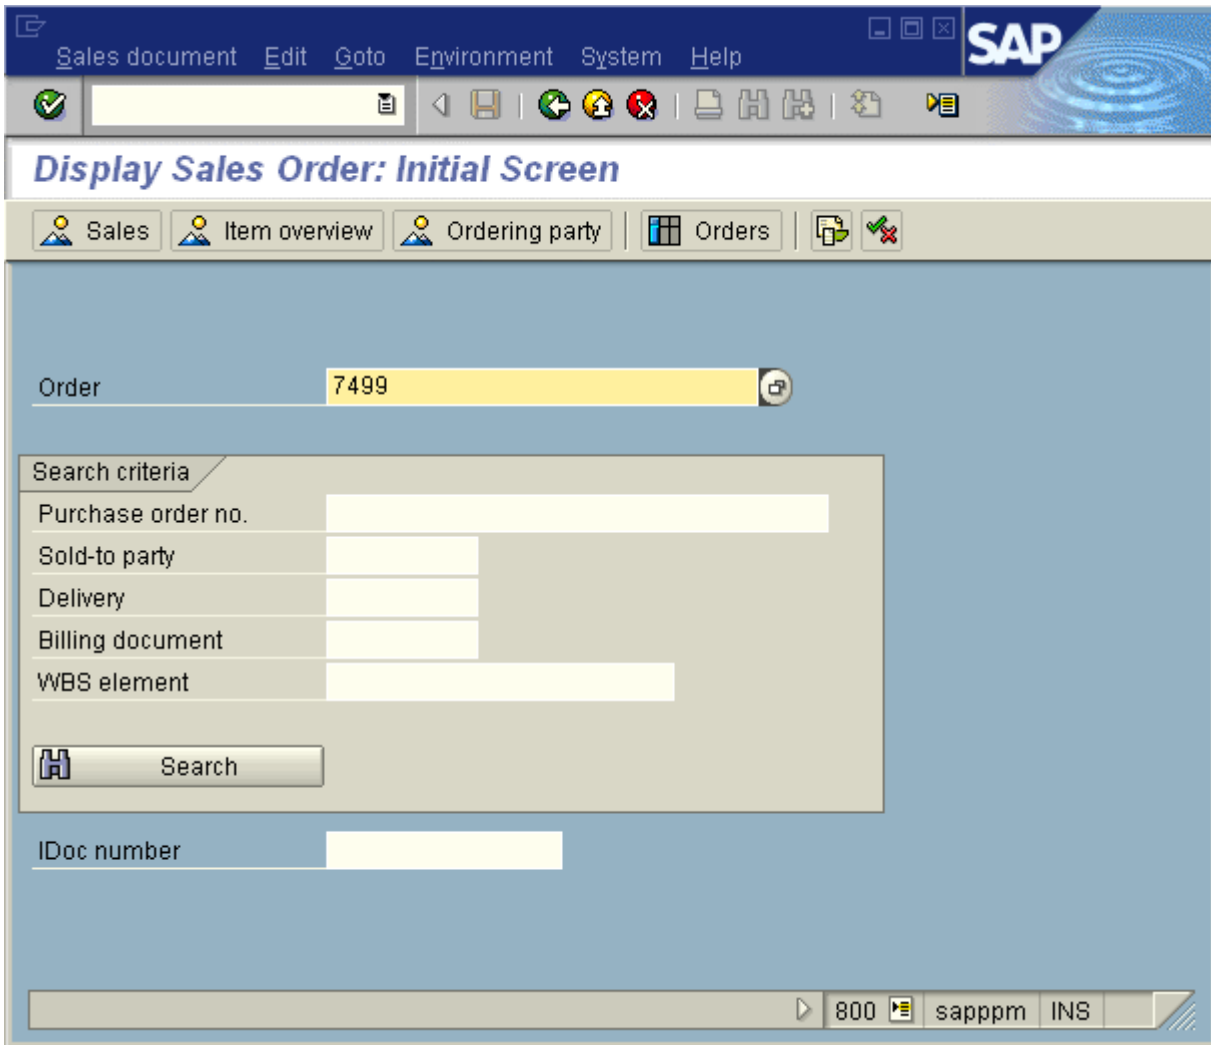 Sales document Edit Goto Environment System Help
SAP
Display Sales Order: Initial Screen
Sales Item overview Ordering party Orders
Order 7499
Search criteria
Purchase order no.
Sold-to party
Delivery
Billing document
WBS element
Search
IDoc number
800 sapppm INS